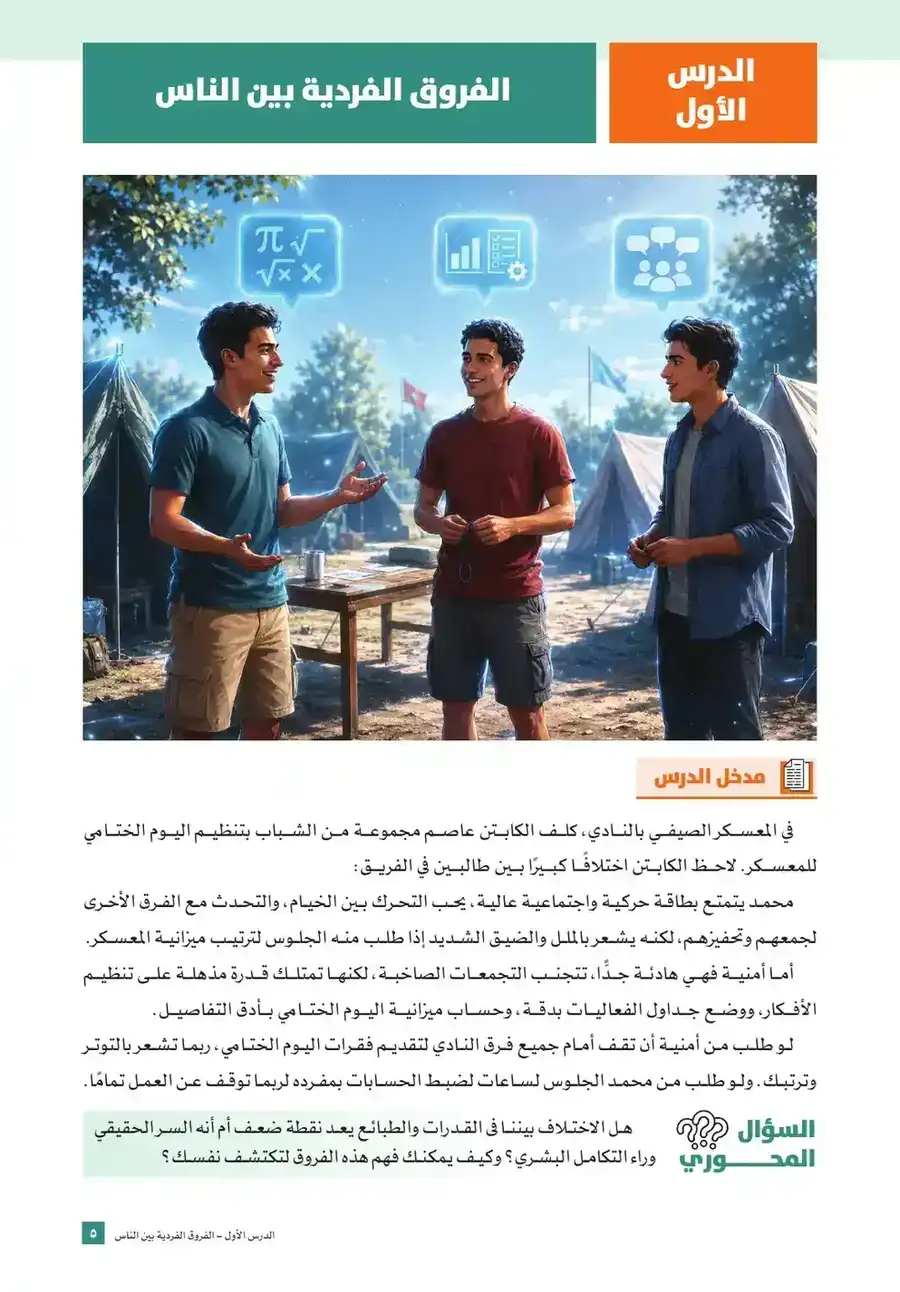 الدرس
الأول
الفروق الفردية بين الناس
π √
√x ×
مدخل الدرس
في المعسكر الصيفي بالنادي، كلف الكابتن عاصم مجموعة من الشباب بتنظيم اليوم الختامي
للمعسكر. لاحظ الكابتن اختلافًا كبيرًا بين طالبين في الفريق:
محمد يتمتع بطاقة حركية واجتماعية عالية، يحب التحرك بين الخيام، والتحدث مع الفرق الأخرى
لجمعهم وتحفيزهم، لكنه يشعر بالملل والضيق الشديد إذا طلب منه الجلوس لترتيب ميزانية المعسكر.
أما أمنية فهي هادئة جدًّا، تتجنب التجمعات الصاخبة، لكنها تمتلك قدرة مذهلة على تنظيم
الأفكار، ووضع جداول الفعاليات بدقة، وحساب ميزانية اليوم الختامي بأدق التفاصيل.
لو طلب من أمنية أن تقف أمام جميع فرق النادي لتقديم فقرات اليوم الختامي، ربما تشعر بالتوتر
وترتبك. ولو طلب من محمد الجلوس لساعات لضبط الحسابات بمفرده لربما توقف عن العمل تمامًا.
السؤال
المحوري
هل الاختلاف بيننا فى القدرات والطبائع يعد نقطة ضعف أم أنه السر الحقيقي
وراء التكامل البشري؟ وكيف يمكنك فهم هذه الفروق لتكتشف نفسك؟
الدرس الأول – الفروق الفردية بين الناس
٥